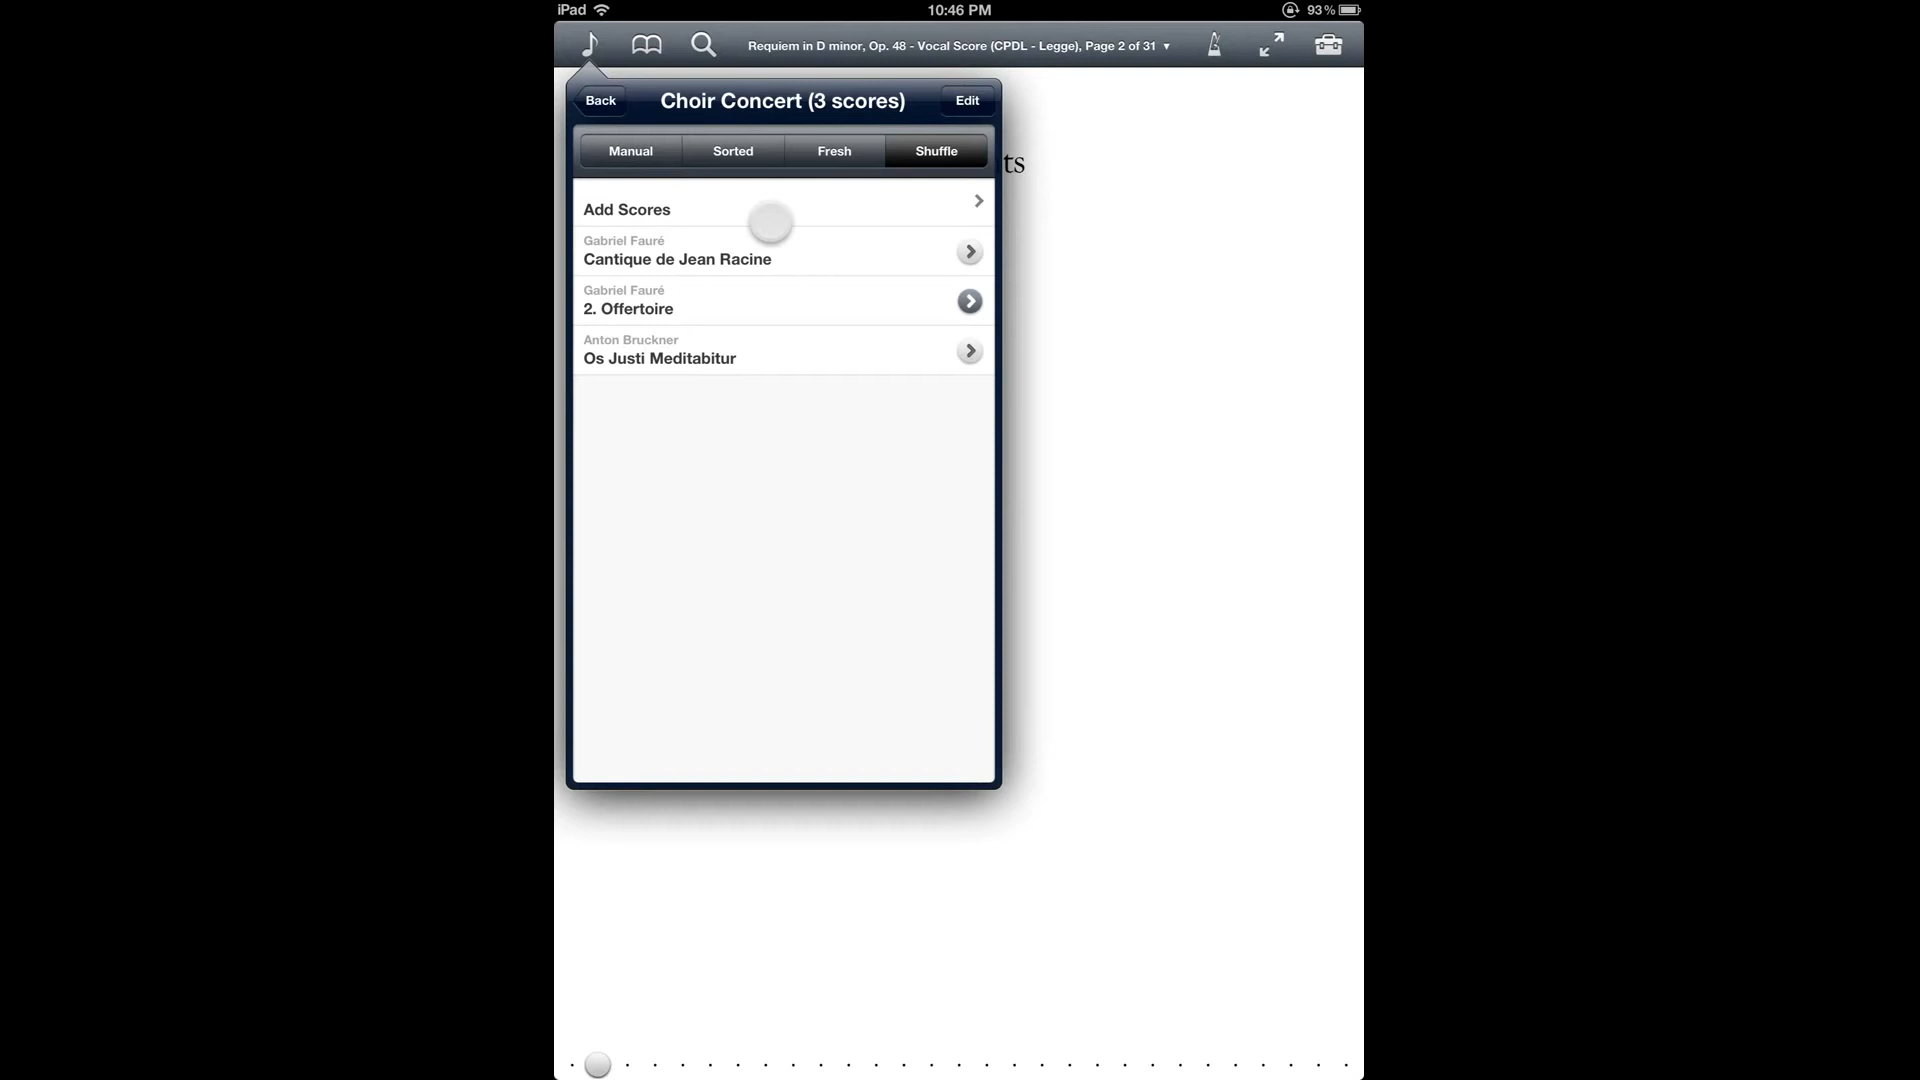 iPad 10:46 PM 93%
Requiem in D minor, Op. 48 - Vocal Score (CPDL - Legge), Page 2 of 31 ▼
Back Choir Concert (3 scores) Edit
Manual Sorted Fresh Shuffle
ts
Add Scores
Gabriel Fauré
Cantique de Jean Racine
Gabriel Fauré
2. Offertoire
Anton Bruckner
Os Justi Meditabitur